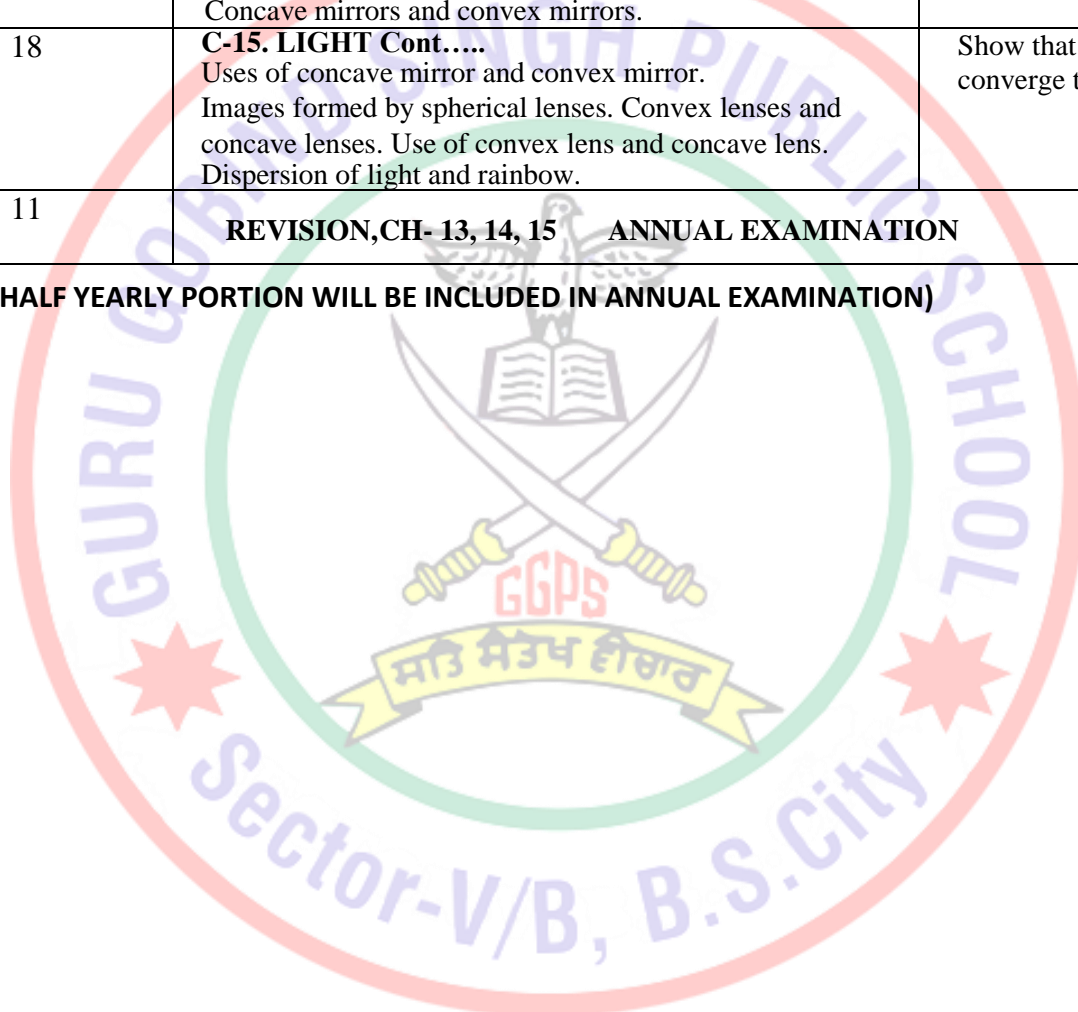 Concave mirrors and convex mirrors.
18
C-15. LIGHT Cont…..
Uses of concave mirror and convex mirror.
Images formed by spherical lenses. Convex lenses and
concave lenses. Use of convex lens and concave lens.
Dispersion of light and rainbow.
Show that
converge t
11
REVISION,CH- 13, 14, 15 ANNUAL EXAMINATION
HALF YEARLY PORTION WILL BE INCLUDED IN ANNUAL EXAMINATION)
GURU GOBIND SINGH PUBLIC SCHOOL
GGPS
ਸਤਿ ਸੰਤੋਖ ਵੀਚਾਰ
Sector-V/B, B.S.City